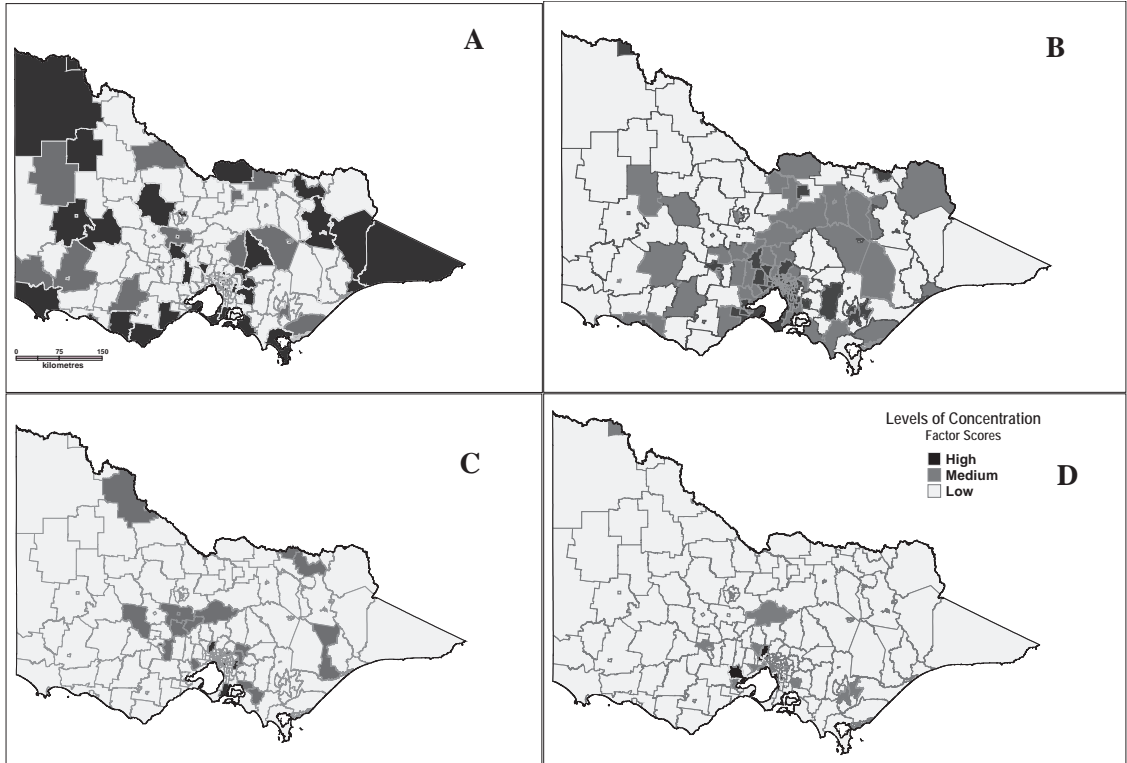 A
B
0 75 150
kilometres
C
Levels of Concentration
Factor Scores
High
Medium
Low
D